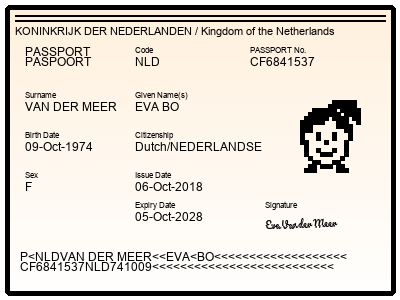 KONINKRIJK DER NEDERLANDEN / Kingdom of the Netherlands
PASSPORT Code PASSPORT No.
PASPOORT NLD CF6841537
Surname Given Name(s)
VAN DER MEER EVA BO
Birth Date Citizenship
09-Oct-1974 Dutch/NEDERLANDSE
Sex Issue Date
F 06-Oct-2018
Expiry Date Signature
05-Oct-2028 Eva Van der Meer
P<NLDVAN DER MEER<<EVA<BO<<<<<<<<<<<<<<<<<<<
CF6841537NLD741009<<<<<<<<<<<<<<<<<<<<<<<<<<